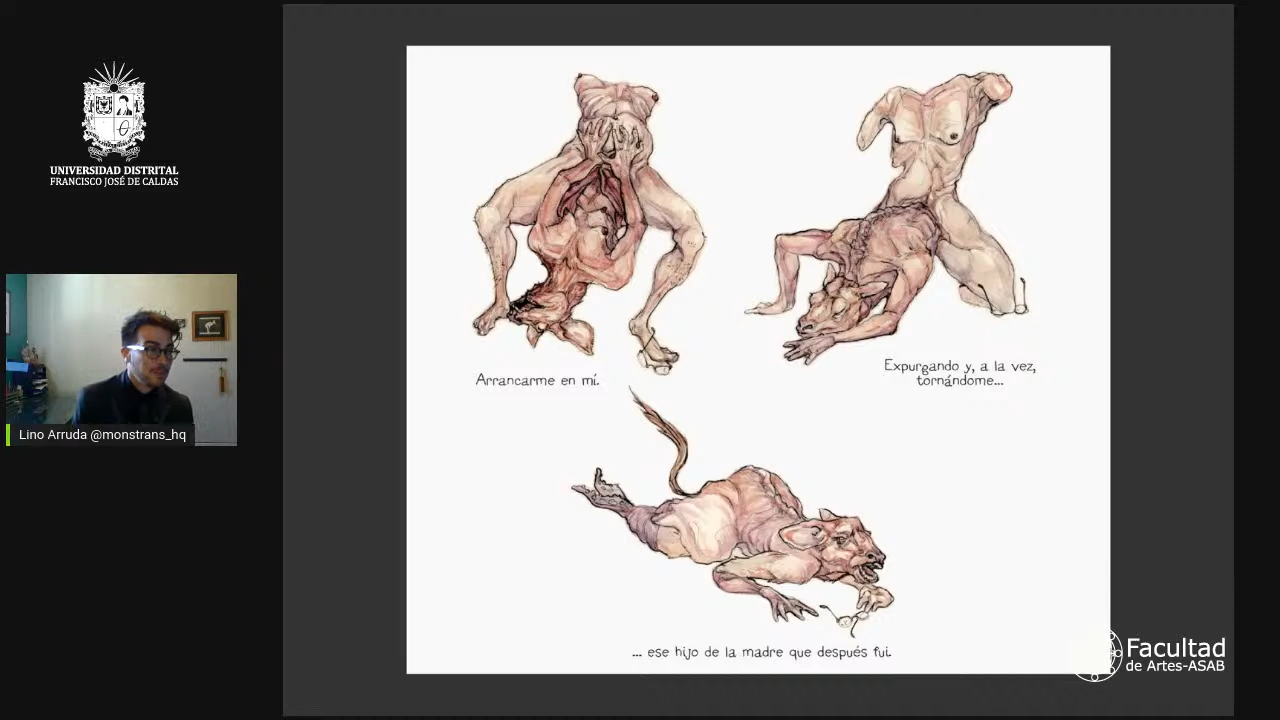 UNIVERSIDAD DISTRITAL
FRANCISCO JOSÉ DE CALDAS
Lino Arruda @monstrans_hq
Arrancarme en mí.
Expurgando y, a la vez,
tornándome...
... ese hijo de la madre que después fui.
Facultad
de Artes-ASAB